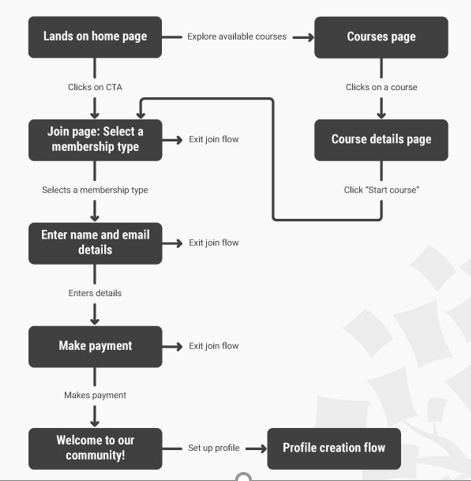 Lands on home page
Explore available courses
Courses page
Clicks on CTA
Clicks on a course
Join page: Select a
membership type
Exit join flow
Course details page
Selects a membership type
Click “Start course”
Enter name and email
details
Exit join flow
Enters details
Make payment
Exit join flow
Makes payment
Welcome to our
community!
Set up profile
Profile creation flow